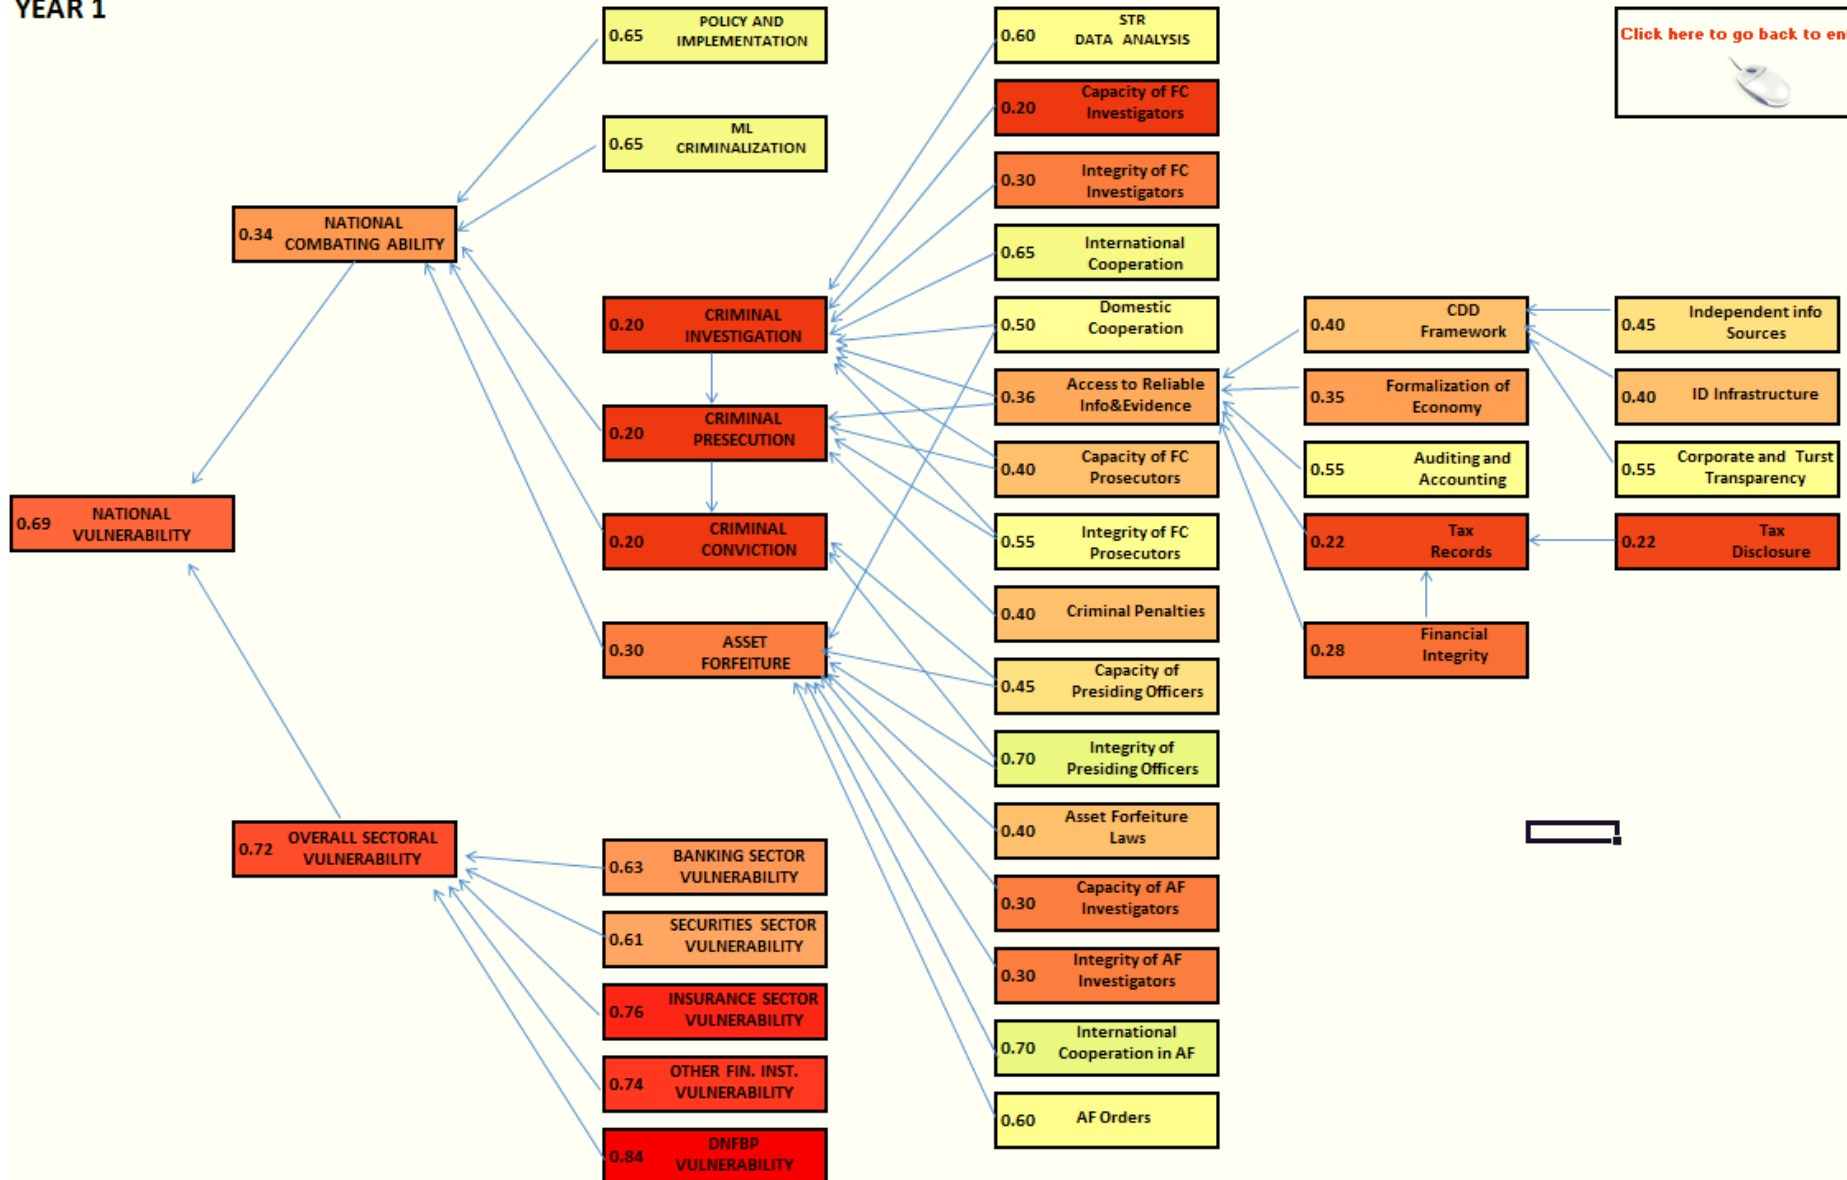 YEAR 1
0.65
POLICY AND
IMPLEMENTATION
0.65
ML
CRIMINALIZATION
0.34
NATIONAL
COMBATING ABILITY
0.20
CRIMINAL
INVESTIGATION
0.20
CRIMINAL
PRESECUTION
0.20
CRIMINAL
CONVICTION
0.30
ASSET
FORFEITURE
0.69
NATIONAL
VULNERABILITY
0.72
OVERALL SECTORAL
VULNERABILITY
0.63
BANKING SECTOR
VULNERABILITY
0.61
SECURITIES SECTOR
VULNERABILITY
0.76
INSURANCE SECTOR
VULNERABILITY
0.74
OTHER FIN. INST.
VULNERABILITY
0.84
DNFBP
VULNERABILITY
0.60
STR
DATA ANALYSIS
0.20
Capacity of FC
Investigators
0.30
Integrity of FC
Investigators
0.65
International
Cooperation
0.50
Domestic
Cooperation
0.36
Access to Reliable
Info&Evidence
0.40
Capacity of FC
Prosecutors
0.55
Integrity of FC
Prosecutors
0.40
Criminal Penalties
0.45
Capacity of
Presiding Officers
0.70
Integrity of
Presiding Officers
0.40
Asset Forfeiture
Laws
0.30
Capacity of AF
Investigators
0.30
Integrity of AF
Investigators
0.70
International
Cooperation in AF
0.60
AF Orders
0.40
CDD
Framework
0.35
Formalization of
Economy
0.55
Auditing and
Accounting
0.22
Tax
Records
0.28
Financial
Integrity
0.45
Independent info
Sources
0.40
ID Infrastructure
0.55
Corporate and Turst
Transparency
0.22
Tax
Disclosure
Click here to go back to en